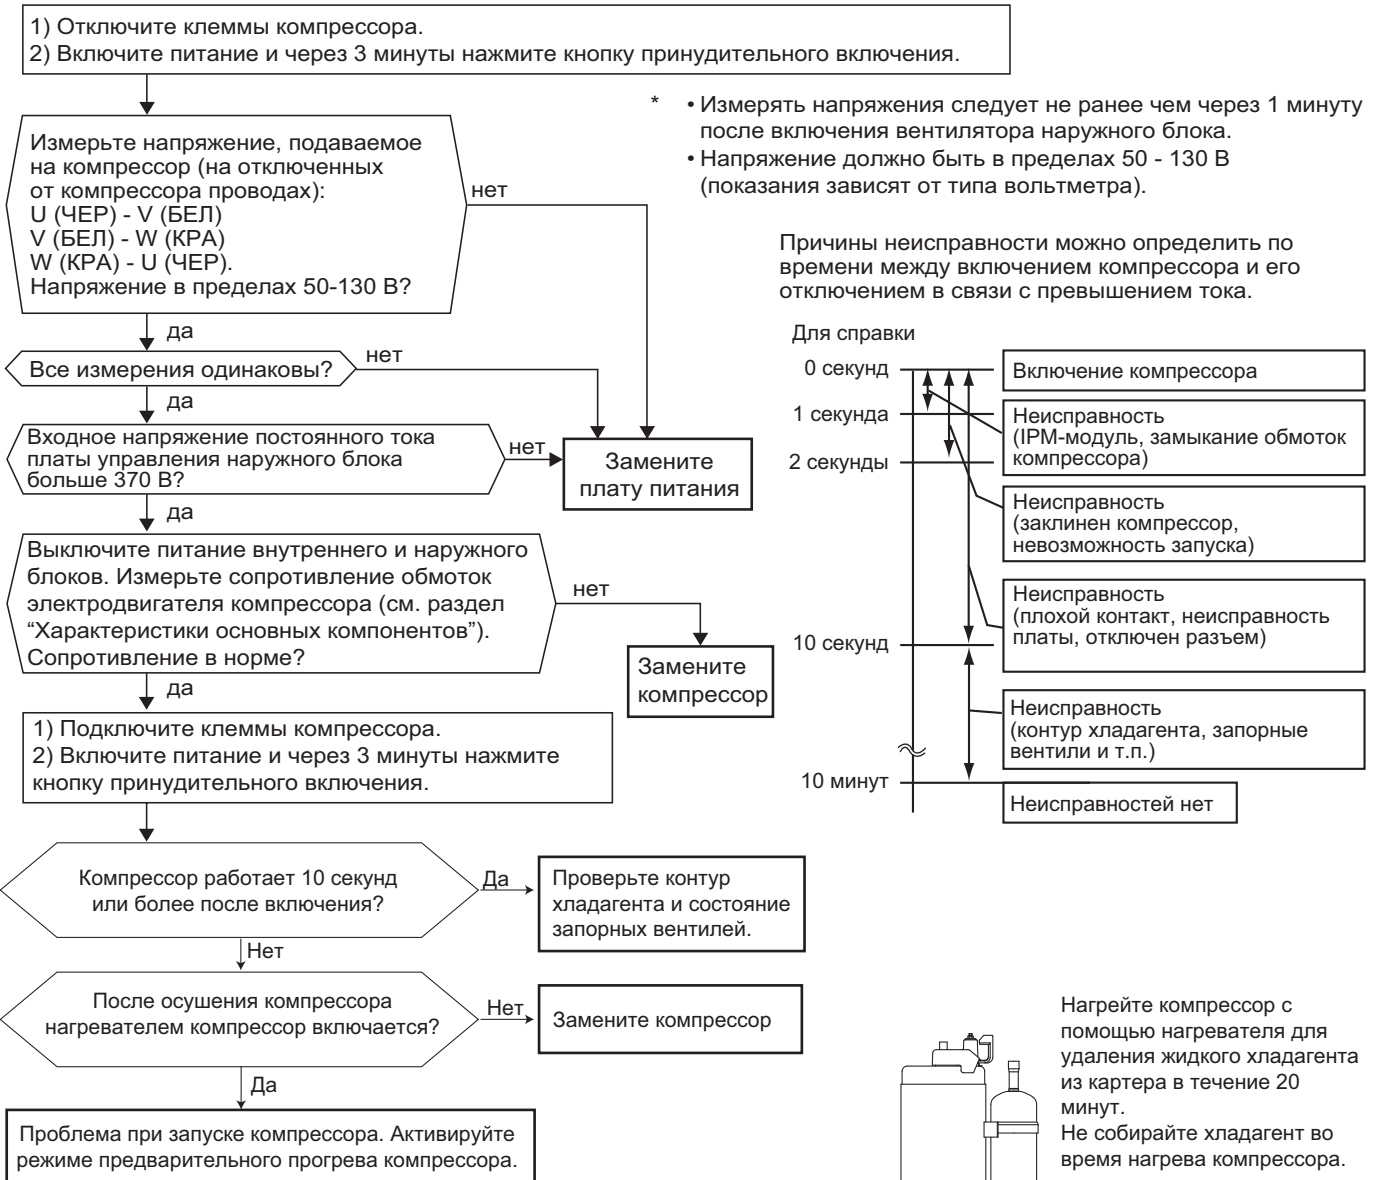 1) Отключите клеммы компрессора.
2) Включите питание и через 3 минуты нажмите кнопку принудительного включения.
* • Измерять напряжения следует не ранее чем через 1 минуту
после включения вентилятора наружного блока.
• Напряжение должно быть в пределах 50 - 130 В
(показания зависят от типа вольтметра).
Измерьте напряжение, подаваемое
на компрессор (на отключенных
от компрессора проводах):
U (ЧЕР) - V (БЕЛ)
V (БЕЛ) - W (КРА)
W (КРА) - U (ЧЕР).
Напряжение в пределах 50-130 В?
нет
да
Все измерения одинаковы?
нет
да
Входное напряжение постоянного тока
платы управления наружного блока
больше 370 В?
нет
Замените
плату питания
да
Выключите питание внутреннего и наружного
блоков. Измерьте сопротивление обмоток
электродвигателя компрессора (см. раздел
“Характеристики основных компонентов”).
Сопротивление в норме?
нет
Замените
компрессор
да
1) Подключите клеммы компрессора.
2) Включите питание и через 3 минуты нажмите
кнопку принудительного включения.
Компрессор работает 10 секунд
или более после включения?
Да
Проверьте контур
хладагента и состояние
запорных вентилей.
Нет
После осушения компрессора
нагревателем компрессор включается?
Нет
Замените компрессор
Да
Проблема при запуске компрессора. Активируйте
режиме предварительного прогрева компрессора.
Причины неисправности можно определить по
времени между включением компрессора и его
отключением в связи с превышением тока.
Для справки
0 секунд
Включение компрессора
1 секунда
Неисправность
(IPM-модуль, замыкание обмоток
компрессора)
2 секунды
Неисправность
(заклинен компрессор,
невозможность запуска)
Неисправность
(плохой контакт, неисправность
платы, отключен разъем)
10 секунд
Неисправность
(контур хладагента, запорные
вентили и т.п.)
10 минут
Неисправностей нет
Нагрейте компрессор с
помощью нагревателя для
удаления жидкого хладагента
из картера в течение 20
минут.
Не собирайте хладагент во
время нагрева компрессора.